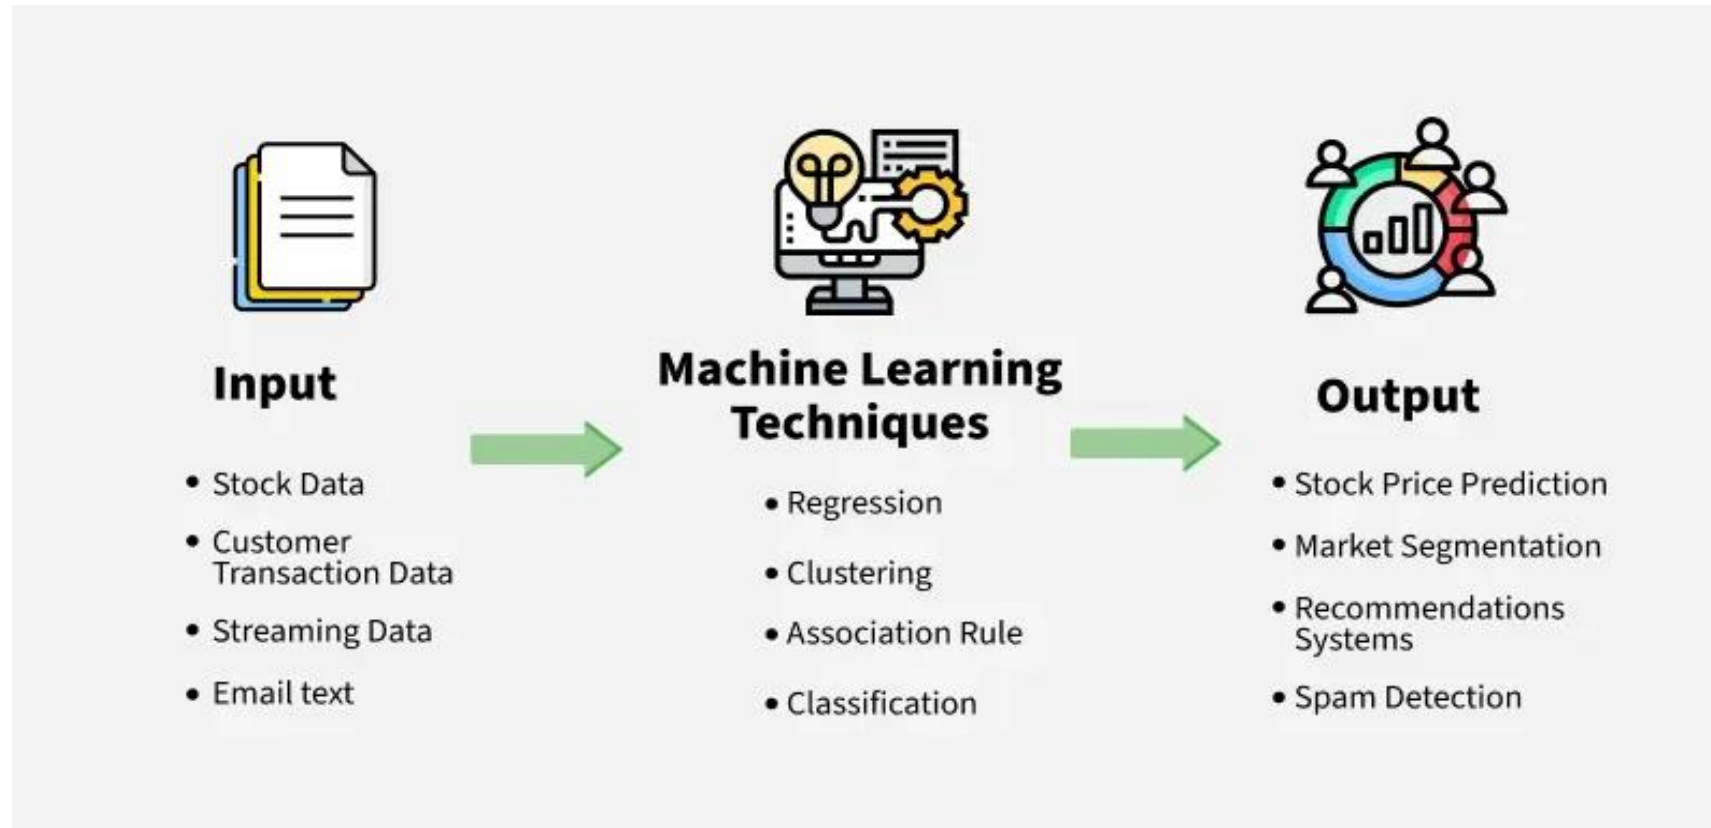 Input
• Stock Data
• Customer
Transaction Data
• Streaming Data
• Email text
Machine Learning
Techniques
• Regression
• Clustering
• Association Rule
• Classification
Output
• Stock Price Prediction
• Market Segmentation
• Recommendations
Systems
• Spam Detection